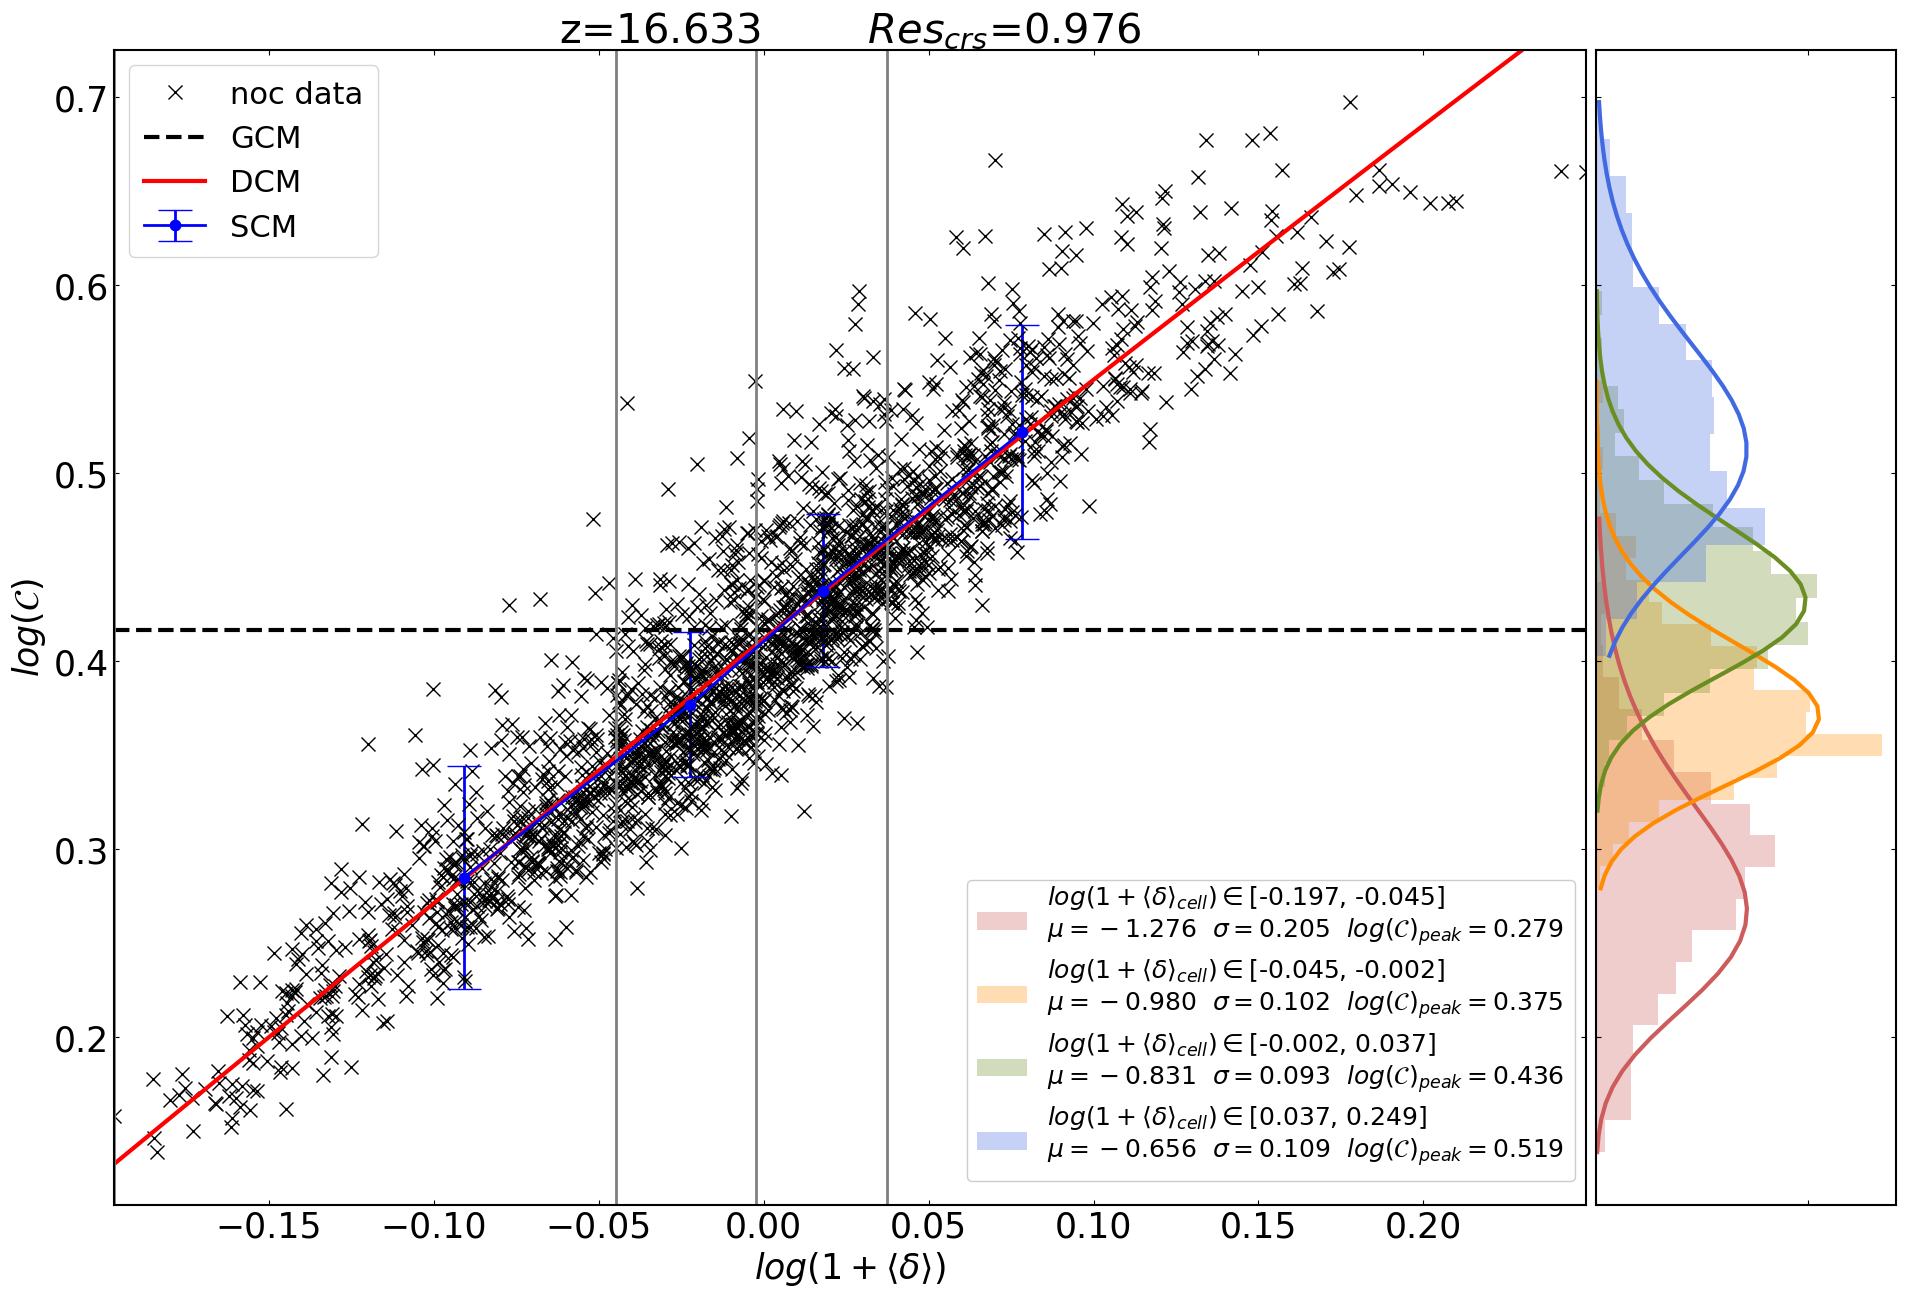 z=16.633 Res_crs=0.976
noc data
GCM
DCM
SCM
0.7
0.6
0.5
0.4
0.3
0.2
log(𝒞)
log(1+⟨δ⟩_cell) ∈ [-0.197, -0.045]
μ=−1.276 σ=0.205 log(𝒞)_peak=0.279
log(1+⟨δ⟩_cell) ∈ [-0.045, -0.002]
μ=−0.980 σ=0.102 log(𝒞)_peak=0.375
log(1+⟨δ⟩_cell) ∈ [-0.002, 0.037]
μ=−0.831 σ=0.093 log(𝒞)_peak=0.436
log(1+⟨δ⟩_cell) ∈ [0.037, 0.249]
μ=−0.656 σ=0.109 log(𝒞)_peak=0.519
−0.15 −0.10 −0.05 0.00 0.05 0.10 0.15 0.20
log(1+⟨δ⟩)